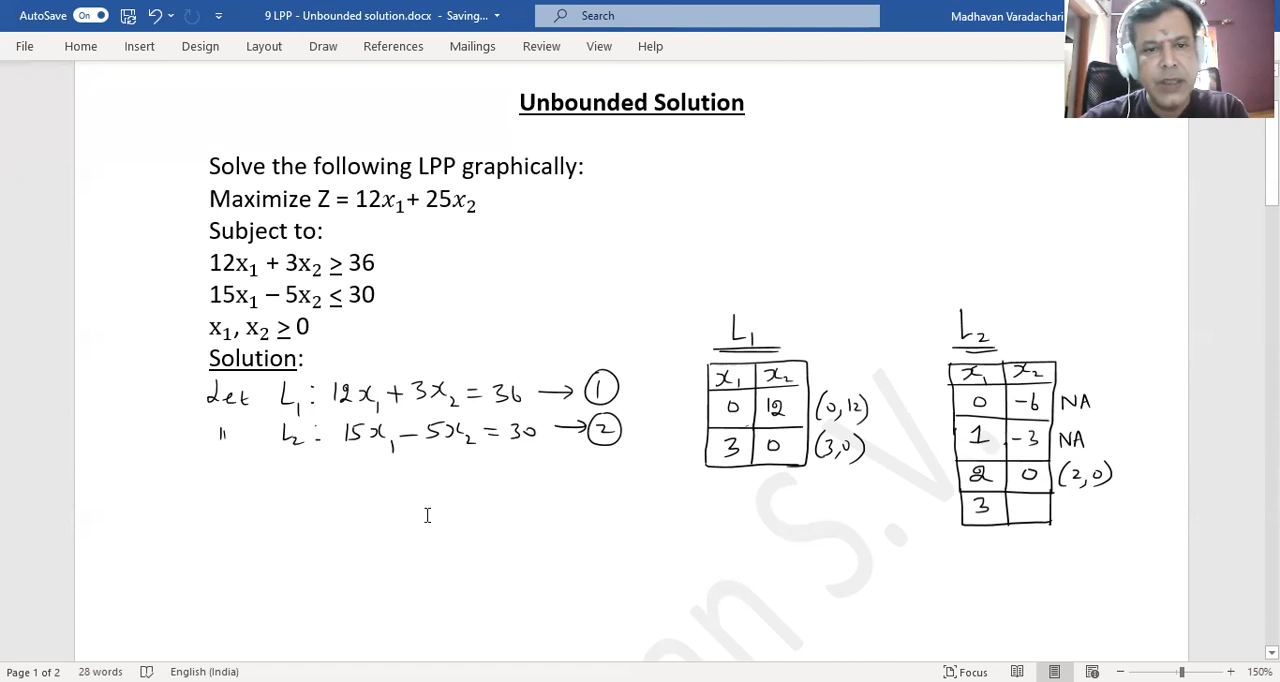 AutoSave On 9 LPP - Unbounded solution.docx - Saving... Search Madhavan Varadachari
File Home Insert Design Layout Draw References Mailings Review View Help
Unbounded Solution
Solve the following LPP graphically:
Maximize Z = 12x₁+ 25x₂
Subject to:
12x₁ + 3x₂ ≥ 36
15x₁ – 5x₂ ≤ 30
x₁, x₂ ≥ 0
Solution:
Let L₁ : 12x₁ + 3x₂ = 36 → ①
" L₂ : 15x₁ – 5x₂ = 30 → ②
L₁
x₁ x₂
0 12 (0,12)
3 0 (3,0)
L₂
x₁ x₂
0 -6 NA
1 -3 NA
2 0 (2,0)
3
an S.V.
Page 1 of 2 28 words English (India) Focus 150%